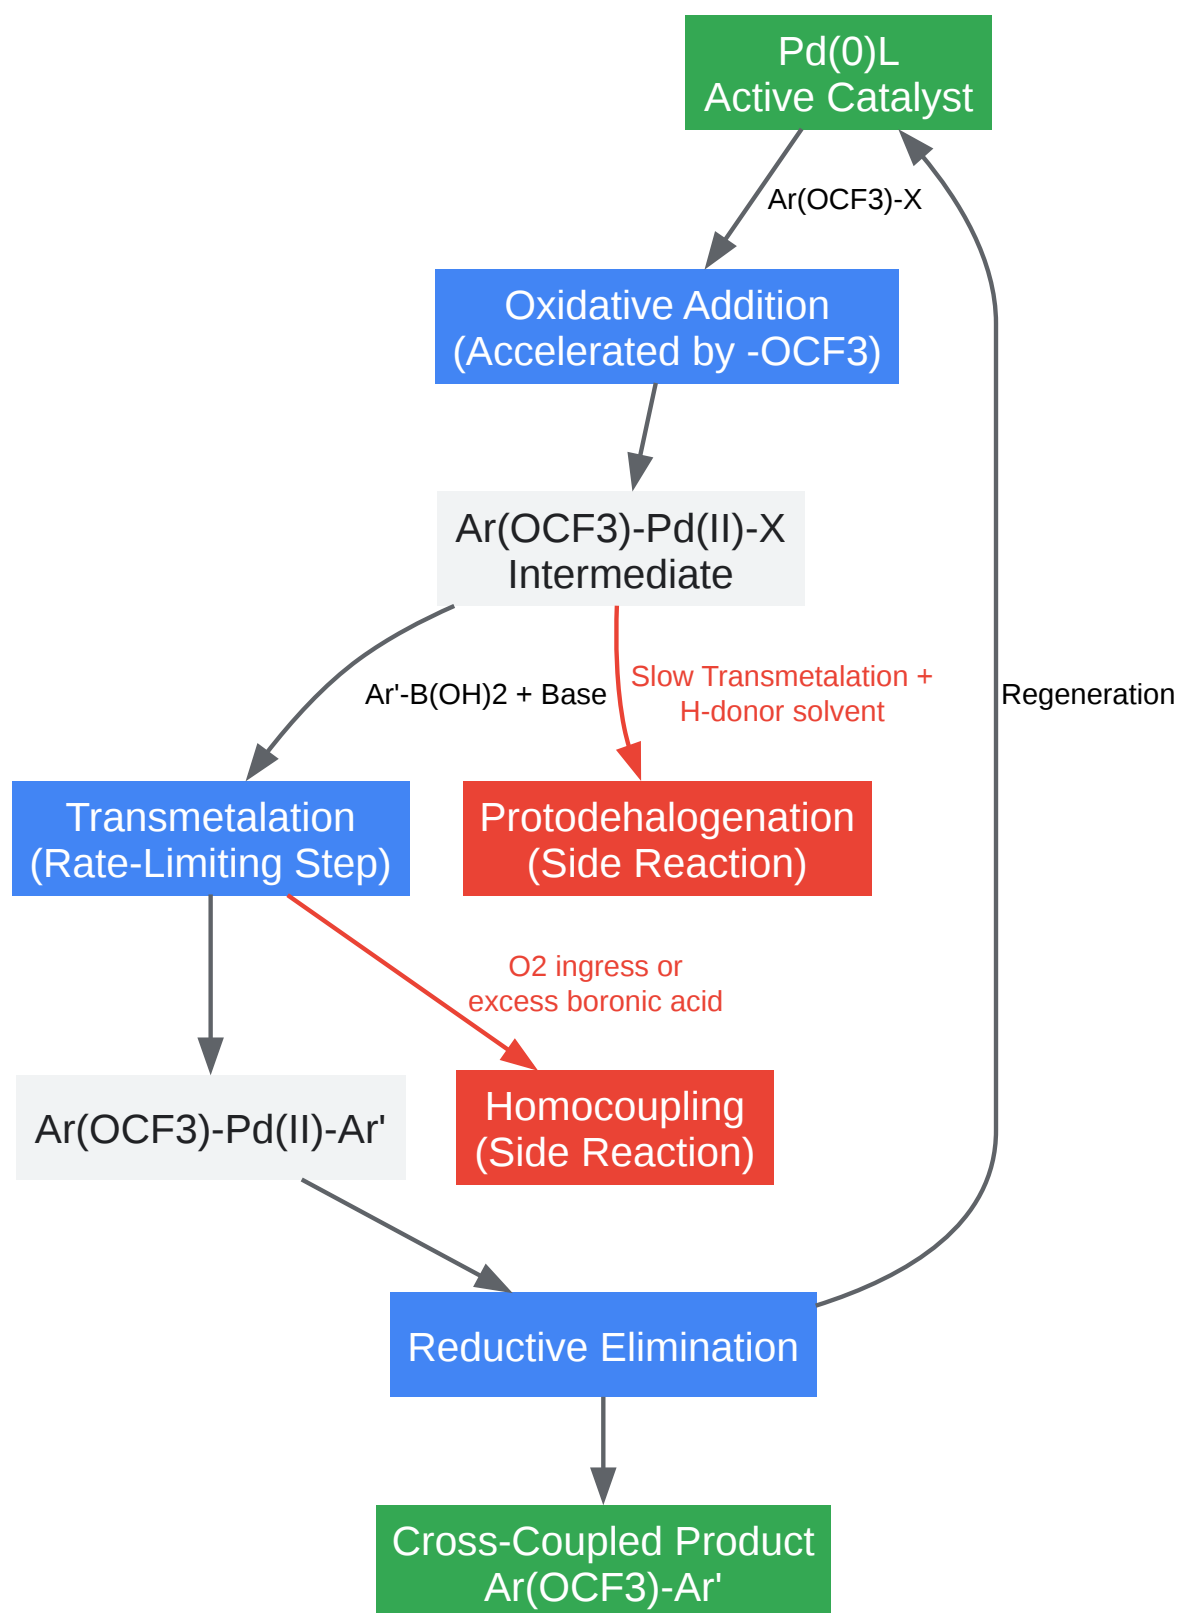 Pd(0)L
Active Catalyst
Ar(OCF3)-X
Oxidative Addition
(Accelerated by -OCF3)
Ar(OCF3)-Pd(II)-X
Intermediate
Ar'-B(OH)2 + Base
Slow Transmetalation +
H-donor solvent
Regeneration
Transmetalation
(Rate-Limiting Step)
Protodehalogenation
(Side Reaction)
O2 ingress or
excess boronic acid
Ar(OCF3)-Pd(II)-Ar'
Homocoupling
(Side Reaction)
Reductive Elimination
Cross-Coupled Product
Ar(OCF3)-Ar'